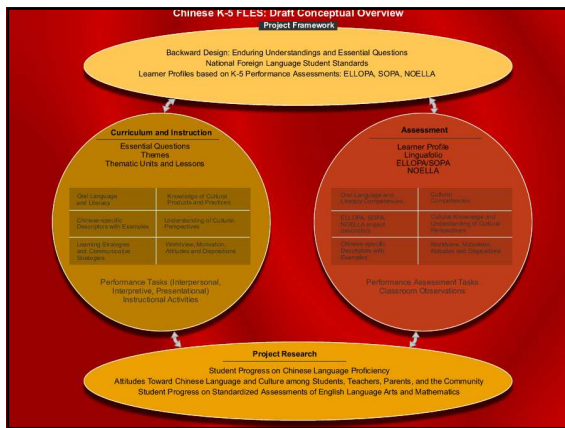 Chinese K-5 FLES: Draft Conceptual Overview
Project Framework
Backward Design: Enduring Understandings and Essential Questions
National Foreign Language Student Standards
Learner Profiles based on K-5 Performance Assessments: ELLOPA, SOPA, NOELLA
Curriculum and Instruction
Essential Questions
Themes
Thematic Units and Lessons
Oral Language
and Literacies
Knowledge of Cultural
Products and Practices
Chinese-specific
Descriptors with Examples
Understanding of Cultural
Perspectives
Learning Strategies
and Communicative
Strategies
Worldview, Motivation,
Attitudes and Dispositions
Performance Tasks (Interpersonal,
Interpretive, Presentational)
Instructional Activities
Assessment
Learner Profile
Linguafolio
ELLOPA/SOPA
NOELLA
Oral Language and
Literacy Competencies
Cultural
Competencies
ELLOPA, SOPA,
NOELLA
Cultural Knowledge and
Understanding of Cultural
Perspectives
Chinese-specific
Descriptors with
Examples
Worldview, Motivation,
Attitudes and Dispositions
Performance Assessment Tasks
Classroom Observations
Project Research
Student Progress on Chinese Language Proficiency
Attitudes Toward Chinese Language and Culture among Students, Teachers, Parents, and the Community
Student Progress on Standardized Assessments of English Language Arts and Mathematics